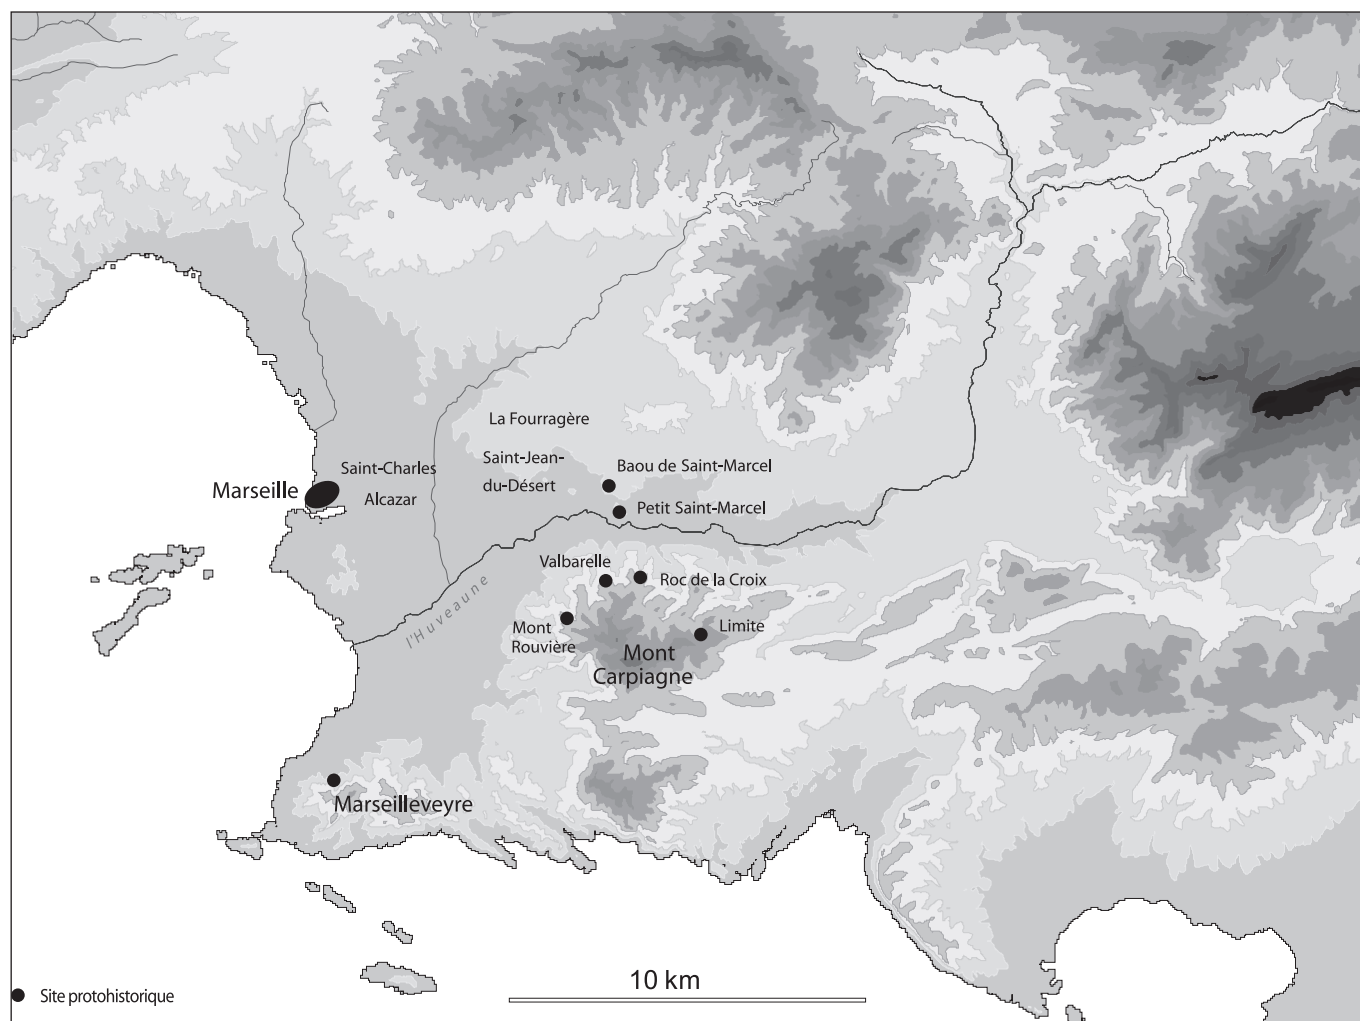 La Fourragère
Saint-Jean-
du-Désert
Baou de Saint-Marcel
Saint-Charles
Marseille
Alcazar
Petit Saint-Marcel
Valbarelle
Roc de la Croix
l'Huveaune
Mont
Rouvière
Limite
Mont
Carpiagne
Marseilleveyre
10 km
Site protohistorique